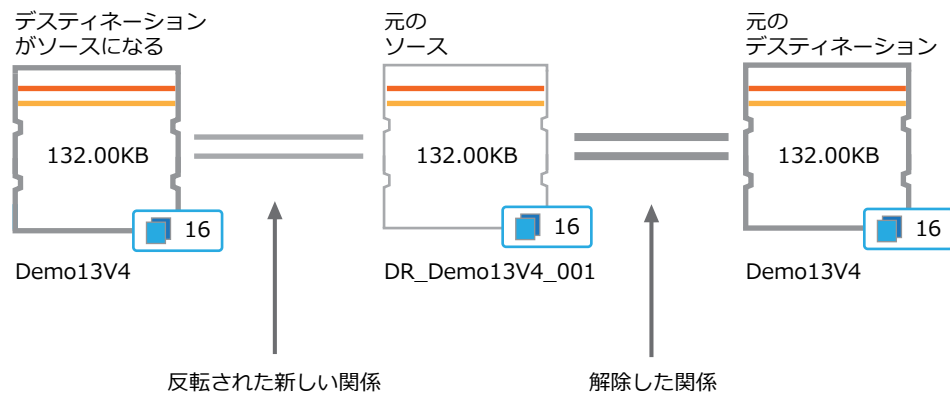 デスティネーション
がソースになる
元の
ソース
元の
デスティネーション
132.00KB
132.00KB
132.00KB
16
16
16
Demo13V4
DR_Demo13V4_001
Demo13V4
反転された新しい関係
解除した関係